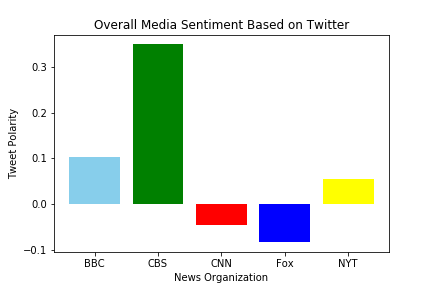 Overall Media Sentiment Based on Twitter
Tweet Polarity
0.3
0.2
0.1
0.0
−0.1
BBC CBS CNN Fox NYT
News Organization